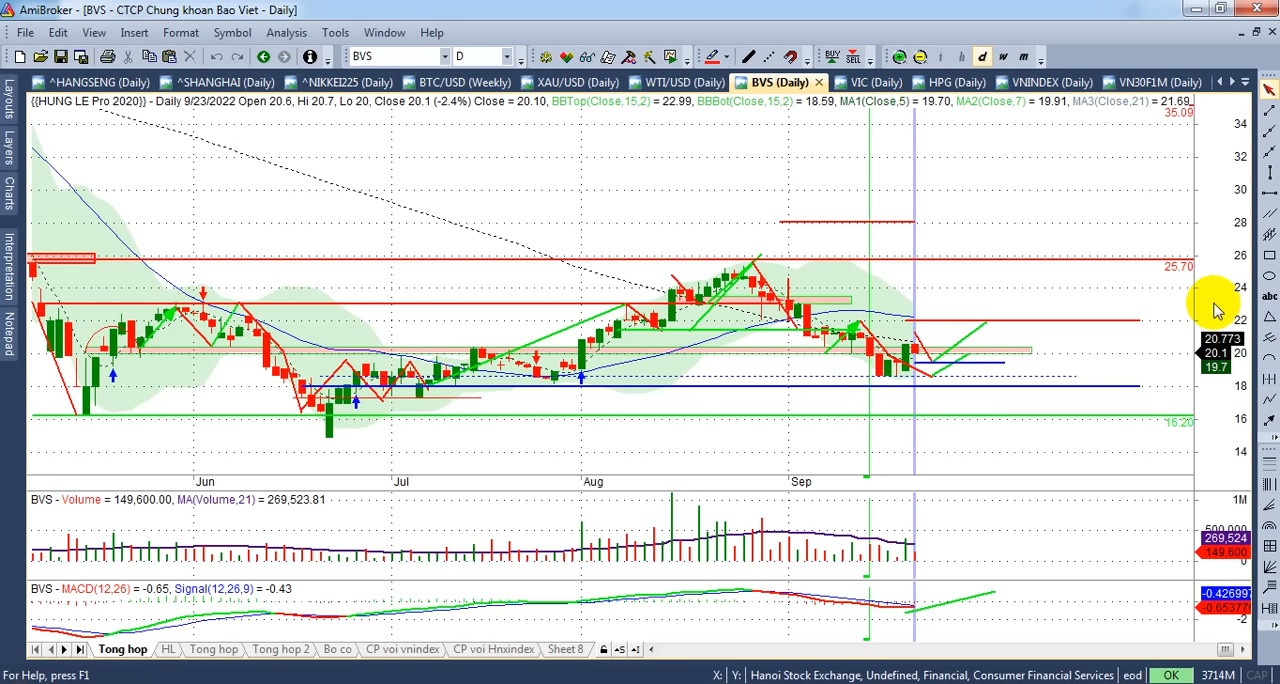 AmiBroker - [BVS - CTCP Chung khoan Bao Viet - Daily]
File Edit View Insert Format Symbol Analysis Tools Window Help
BVS D BUY SELL i h d w m
^HANGSENG (Daily) ^SHANGHAI (Daily) ^NIKKEI225 (Daily) BTC/USD (Weekly) XAU/USD (Daily) WTI/USD (Daily) BVS (Daily) VIC (Daily) HPG (Daily) VNINDEX (Daily) VN30F1M (Daily)
Layouts
Layers
Charts
Interpretation
Notepad
{{HUNG LE Pro 2020}} - Daily 9/23/2022 Open 20.6, Hi 20.7, Lo 20, Close 20.1 (-2.4%) Close = 20.10, BBTop(Close,15,2) = 22.99, BBBot(Close,15,2) = 18.59, MA1(Close,5) = 19.70, MA2(Close,7) = 19.91, MA3(Close,21) = 21.69,
35.09
34
32
30
28
26
25.70
24
22
20.773
20.1
20
19.7
18
16.20
16
14
abc
Jun Jul Aug Sep
BVS - Volume = 149,600.00, MA(Volume,21) = 269,523.81
1M
500,000
269,524
149,600
0
BVS - MACD(12,26) = -0.65, Signal(12,26,9) = -0.43
-0.426997
-0.65377
-2
Tong hop HL Tong hop Tong hop 2 Bo co CP voi vnindex CP voi Hnxindex Sheet 8
For Help, press F1 X: Y: Hanoi Stock Exchange, Undefined, Financial, Consumer Financial Services eod OK 3714M CAP